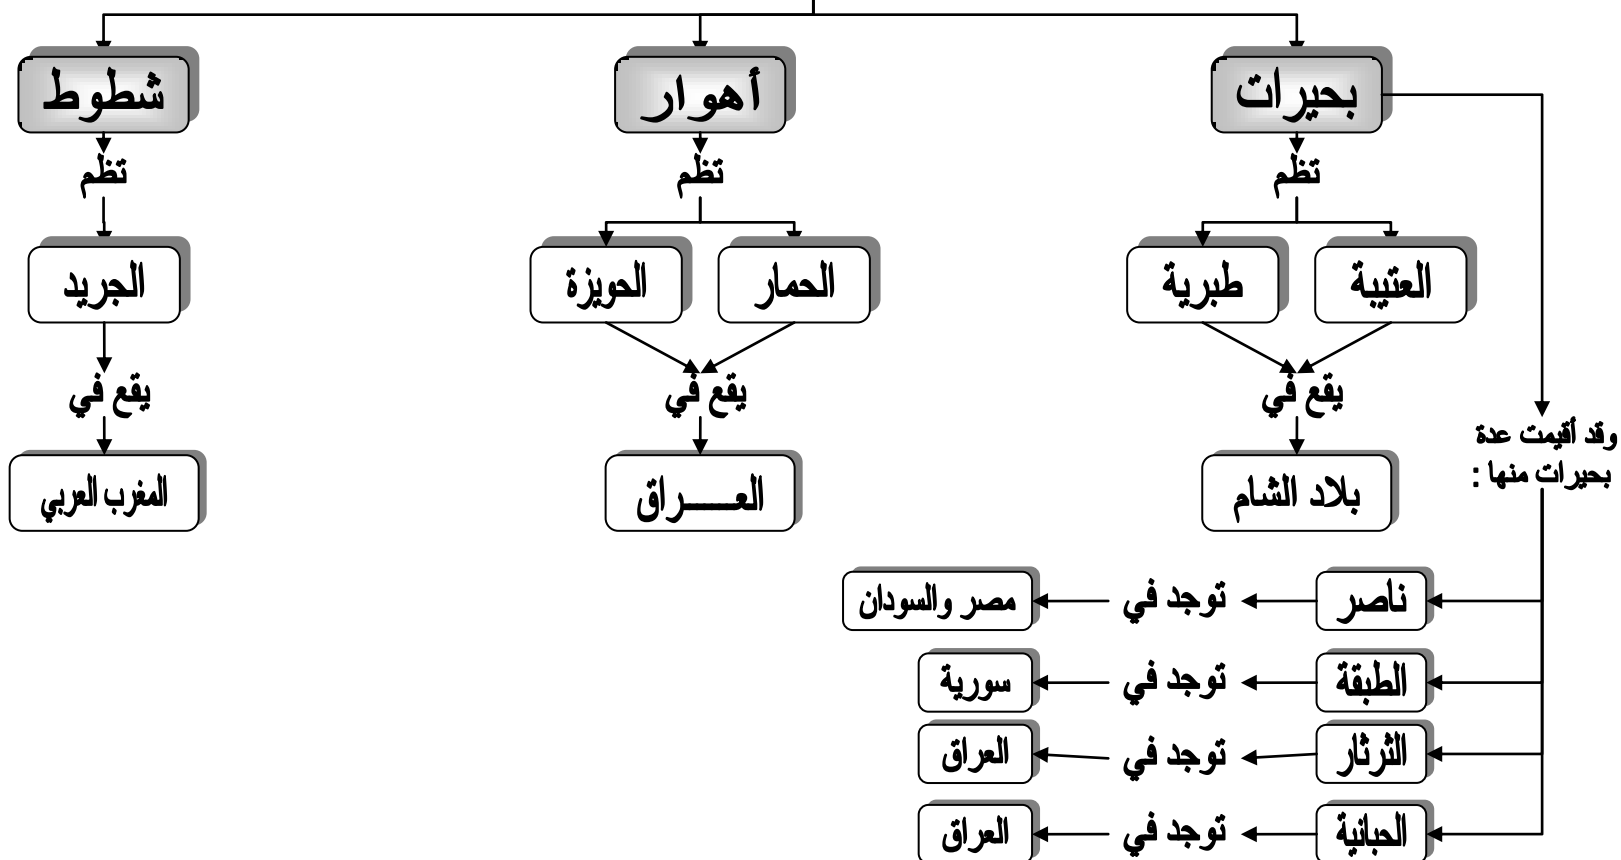 بحيرات
أهوار
شطوط
تظم
تظم
تظم
العتيبة
طبرية
الحمار
الحويزة
الجريد
يقع في
يقع في
يقع في
وقد أقيمت عدة
بحيرات منها :
بلاد الشام
العـــــراق
المغرب العربي
ناصر
توجد في
مصر والسودان
الطبقة
توجد في
سورية
الثرثار
توجد في
العراق
الحبانية
توجد في
العراق